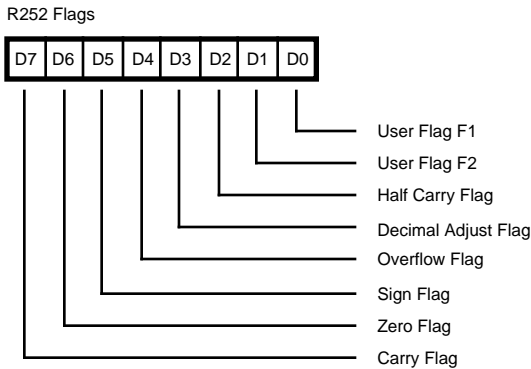 R252 Flags
D7 D6 D5 D4 D3 D2 D1 D0
User Flag F1
User Flag F2
Half Carry Flag
Decimal Adjust Flag
Overflow Flag
Sign Flag
Zero Flag
Carry Flag